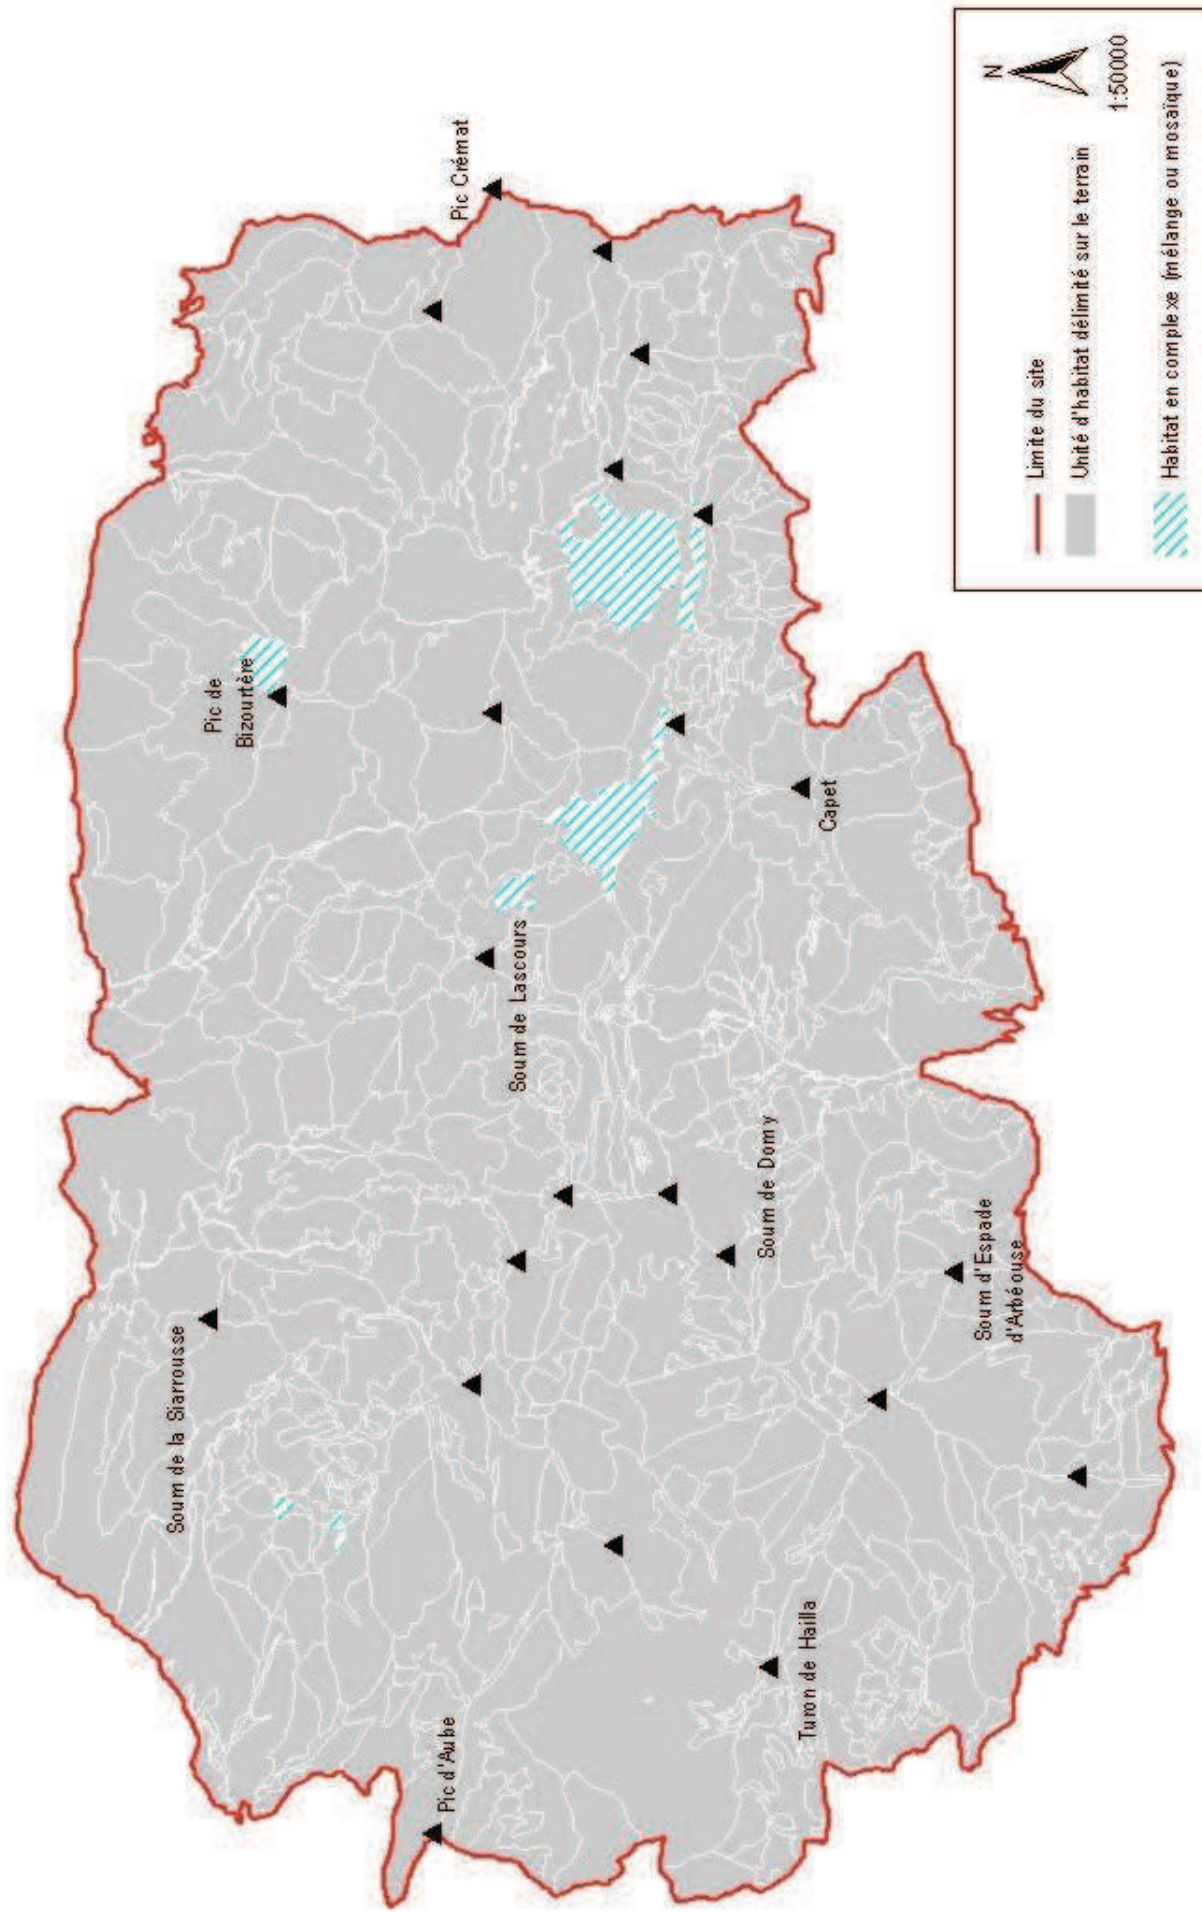 Soum de la Siarrousse
Pic de
Bizourtère
Pic d'Aube
Pic Crémat
Soum de Lascours
Soum de Domy
Turon de Hailla
Capet
Soum d'Espade
d'Arbéouse
N
Limite du site
Unité d'habitat délimité sur le terrain
1:50000
Habitat en complexe (mélange ou mosaïque)